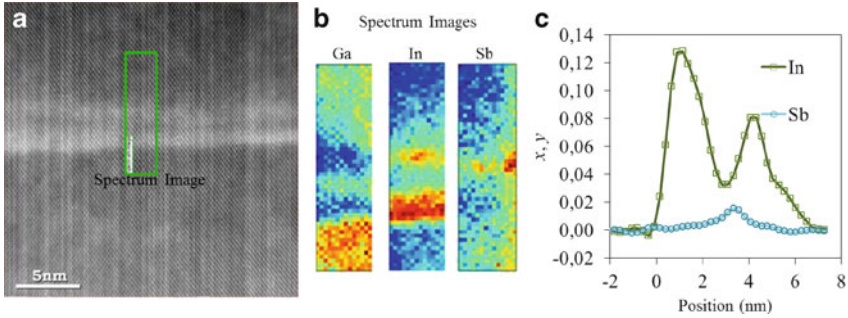 a
Spectrum Image
5nm
b
Spectrum Images
Ga In Sb
c
0,14
0,12
0,10
0,08
0,06
0,04
0,02
0,00
0,02
x, y
In
Sb
-2 0 2 4 6 8
Position (nm)